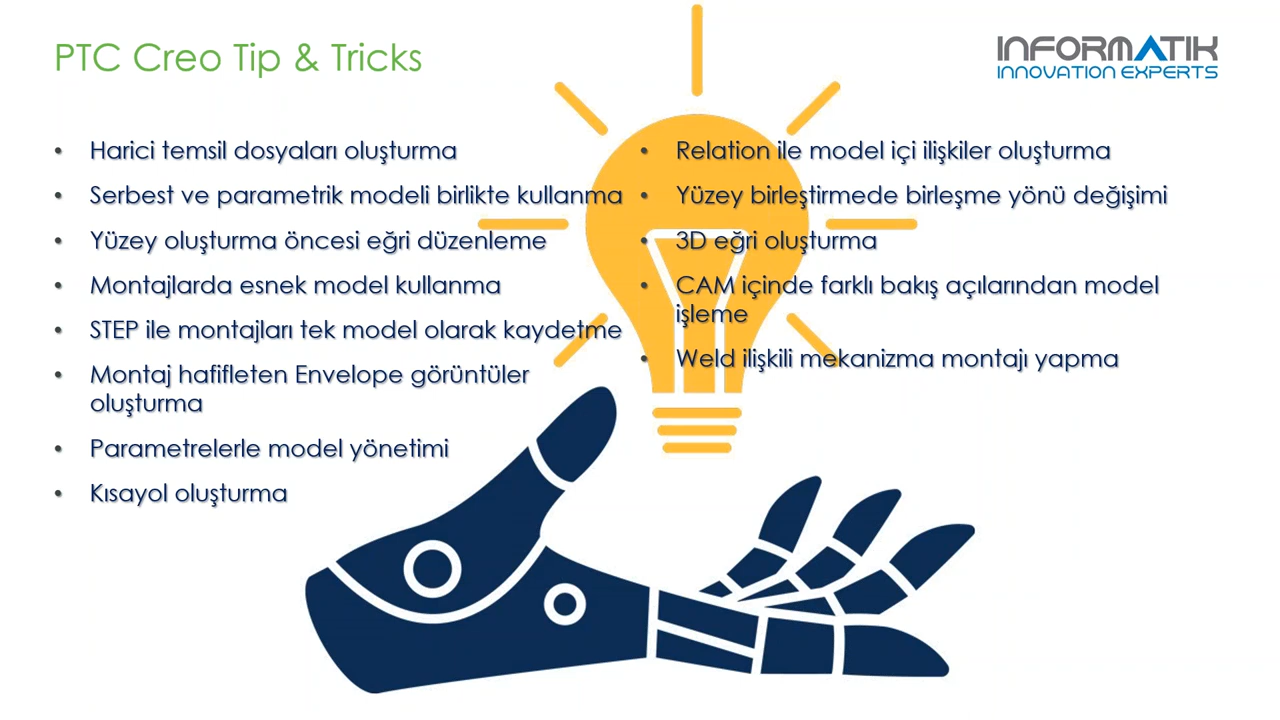 PTC Creo Tip & Tricks
INFORMATIK
INNOVATION EXPERTS
• Harici temsil dosyaları oluşturma
• Serbest ve parametrik modeli birlikte kullanma
• Yüzey oluşturma öncesi eğri düzenleme
• Montajlarda esnek model kullanma
• STEP ile montajları tek model olarak kaydetme
• Montaj hafifleten Envelope görüntüler
oluşturma
• Parametrelerle model yönetimi
• Kısayol oluşturma
• Relation ile model içi ilişkiler oluşturma
• Yüzey birleştirmede birleşme yönü değişimi
• 3D eğri oluşturma
• CAM içinde farklı bakış açılarından model
işleme
• Weld ilişkili mekanizma montajı yapma